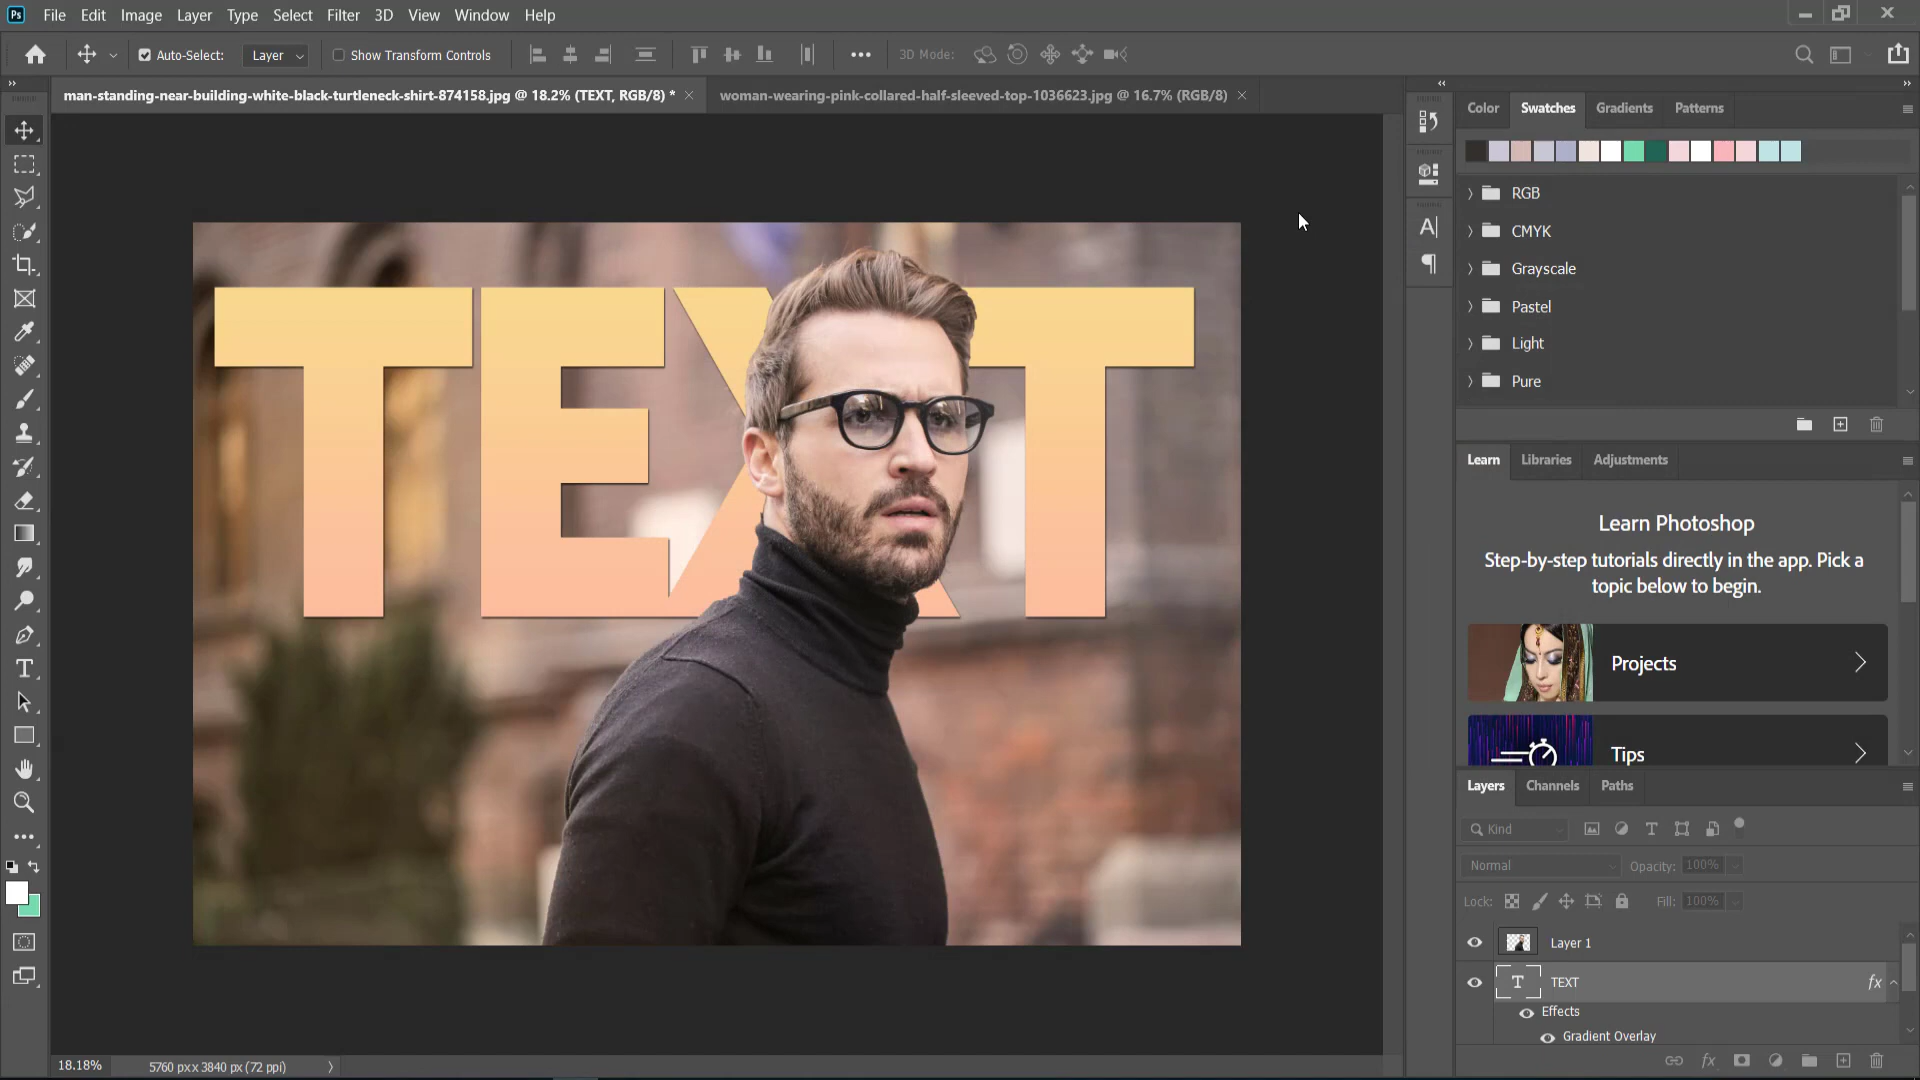 Ps File Edit Image Layer Type Select Filter 3D View Window Help
Auto-Select: Layer Show Transform Controls 3D Mode:
man-standing-near-building-white-black-turtleneck-shirt-874158.jpg @ 18.2% (TEXT, RGB/8) * woman-wearing-pink-collared-half-sleeved-top-1036623.jpg @ 16.7% (RGB/8)
Color Swatches Gradients Patterns
RGB
CMYK
Grayscale
Pastel
Light
Pure
TEXT
Learn Libraries Adjustments
Learn Photoshop
Step-by-step tutorials directly in the app. Pick a
topic below to begin.
Projects
Tips
Layers Channels Paths
Kind
Normal Opacity: 100%
Lock: Fill: 100%
Layer 1
T TEXT fx
Effects
Gradient Overlay
18.18% 5760 px x 3840 px (72 ppi)